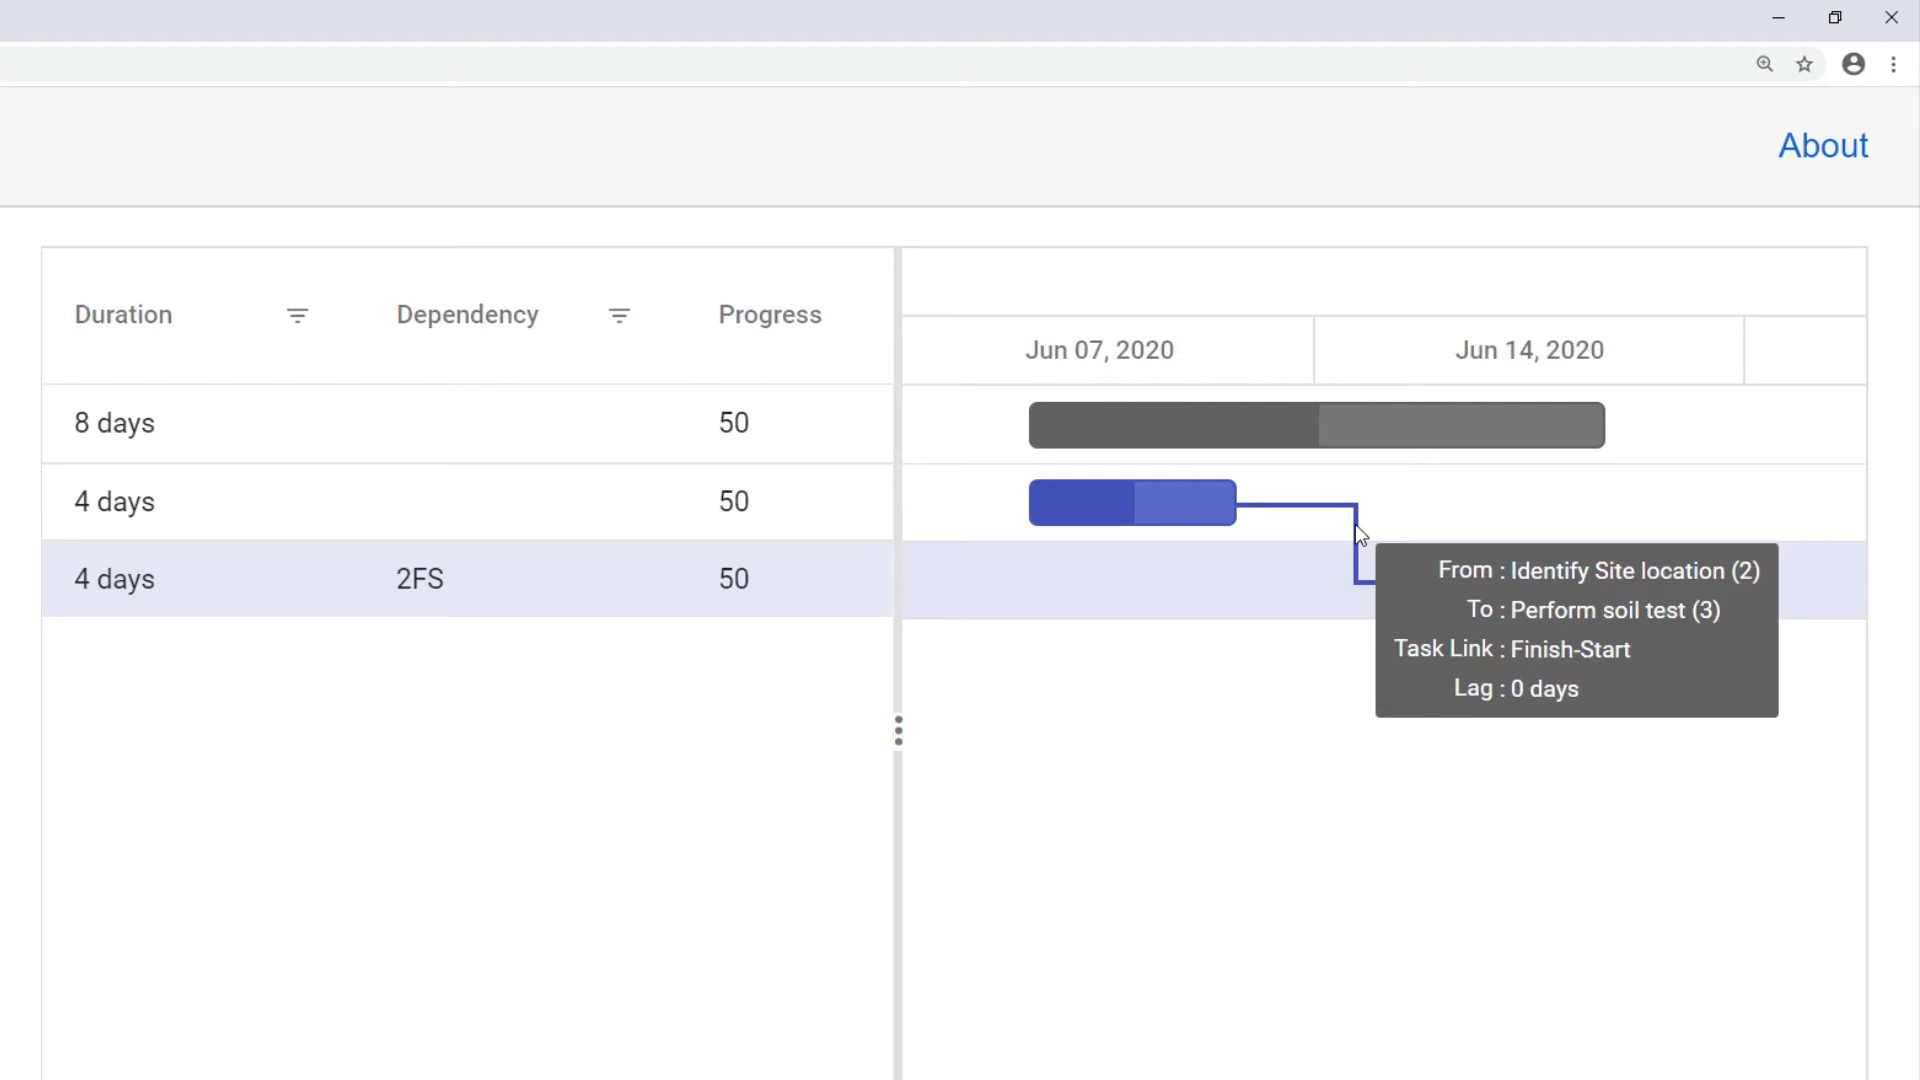 About
Duration Dependency Progress
Jun 07, 2020 Jun 14, 2020
8 days 50
4 days 50
4 days 2FS 50
From : Identify Site location (2)
To : Perform soil test (3)
Task Link : Finish-Start
Lag : 0 days